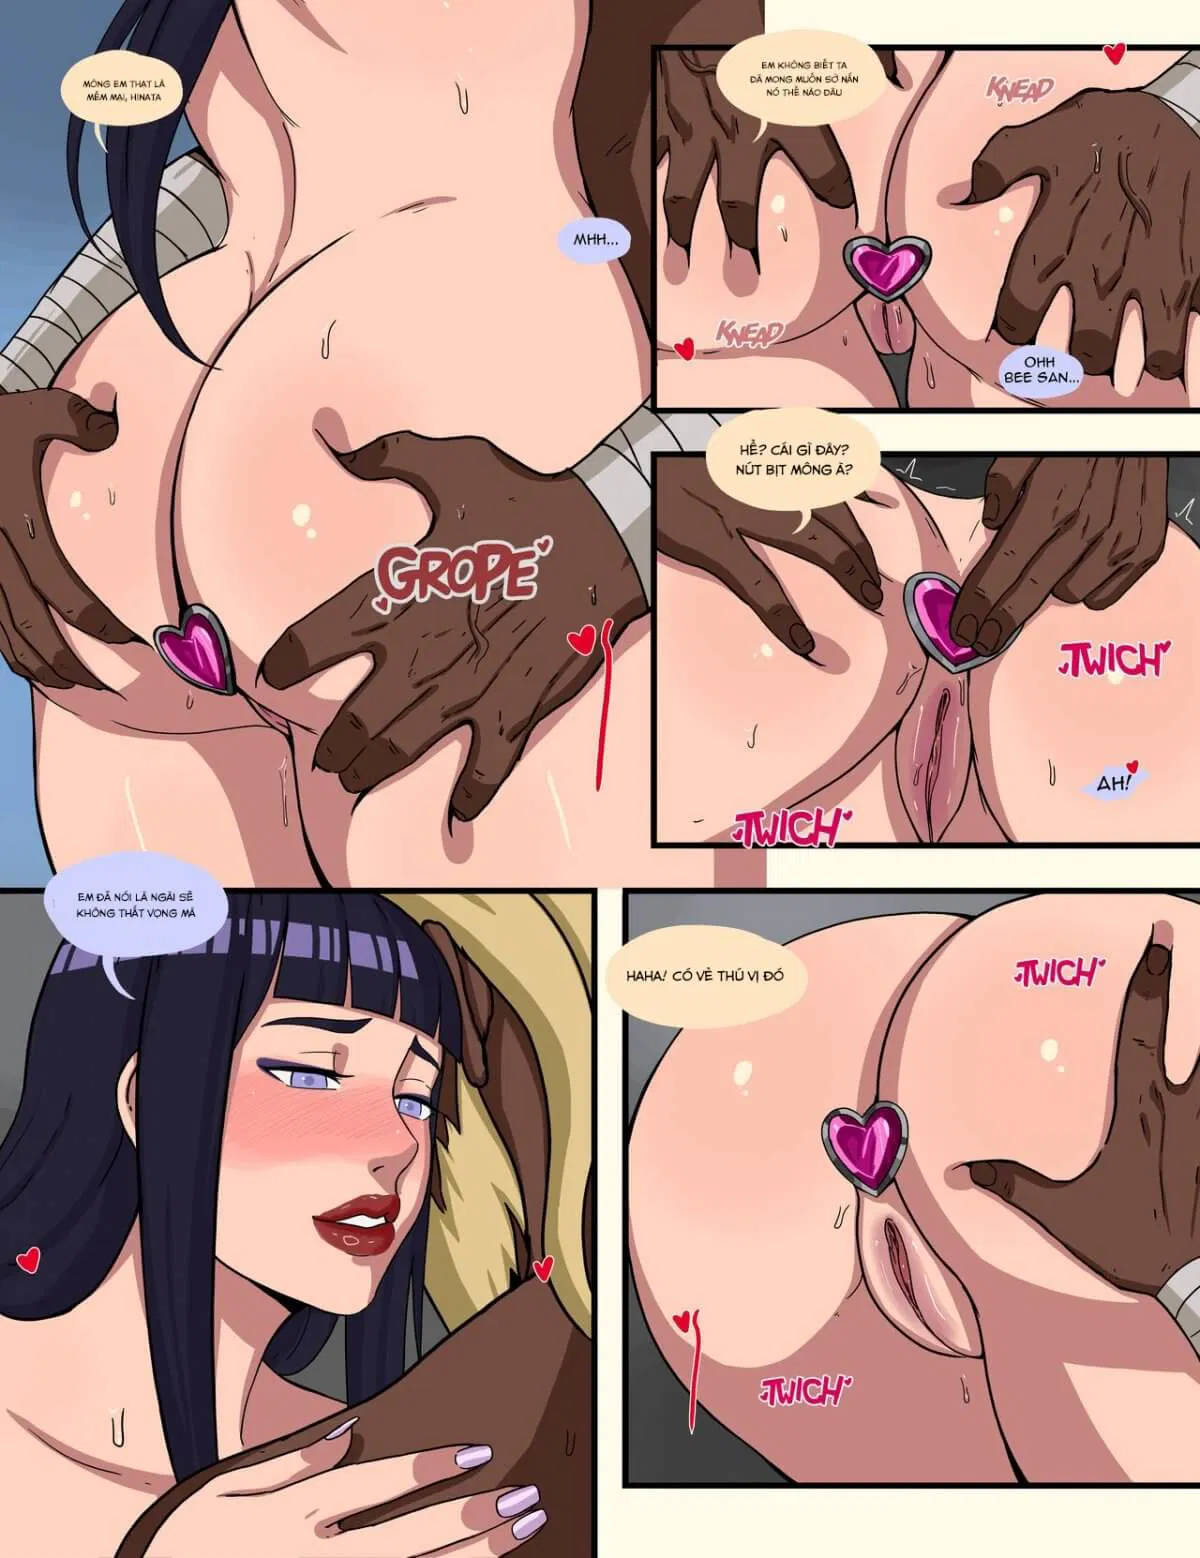 MÔNG EM THẬT LÀ
MỀM MẠI, HINATA
MHH...
GROPE
EM KHÔNG BIẾT TA
ĐÃ MONG MUỐN SỜ NẮN
NÓ THẾ NÀO ĐÂU
KNEAD
KNEAD
OHH
BEE SAN...
HỀ? CÁI GÌ ĐÂY?
NÚT BỊT MÔNG À?
TWICH
AH!
TWICH
EM ĐÃ NÓI LÀ NGÀI SẼ
KHÔNG THẤT VỌNG MÀ
HAHA! CÓ VẺ THÚ VỊ ĐÓ
TWICH
TWICH